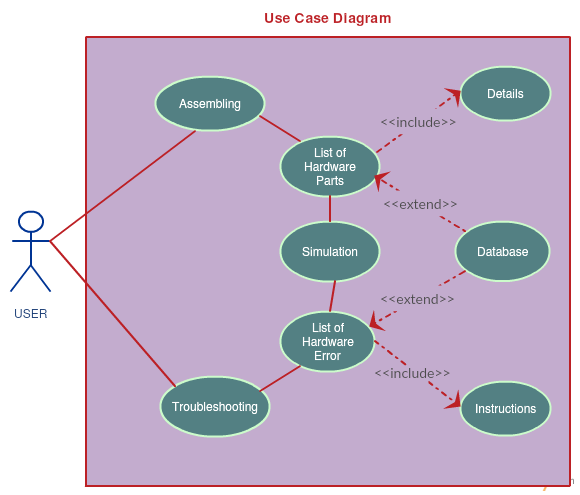 Use Case Diagram
Assembling
Details
<<include>>
List of
Hardware
Parts
<<extend>>
Simulation
Database
USER
<<extend>>
List of
Hardware
Error
<<include>>
Troubleshooting
Instructions